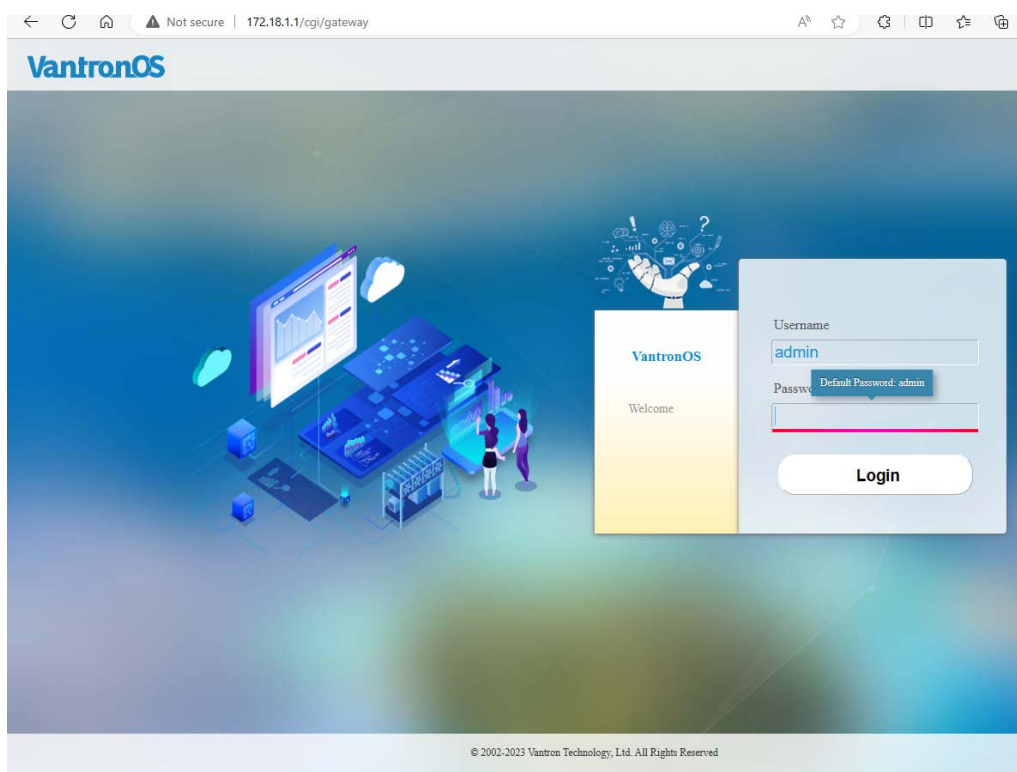 Not secure 172.18.1.1/cgi/gateway
VantronOS
Username
VantronOS
admin
Default Password: admin
Welcome
Login
© 2002-2023 Vantron Technology, Ltd. All Rights Reserved